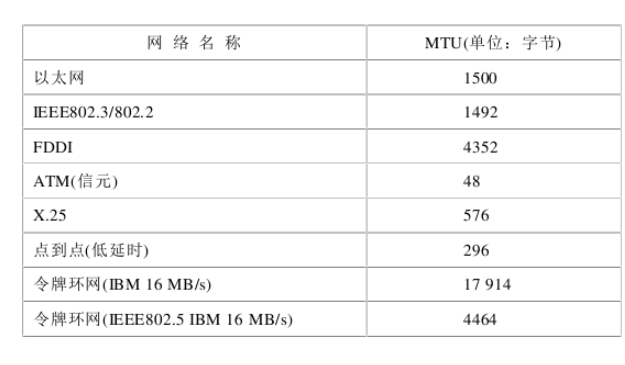 网络名称 MTU(单位：字节)
以太网 1500
IEEE802.3/802.2 1492
FDDI 4352
ATM(信元) 48
X.25 576
点到点(低延时) 296
令牌环网(IBM 16 MB/s) 17 914
令牌环网(IEEE802.5 IBM 16 MB/s) 4464